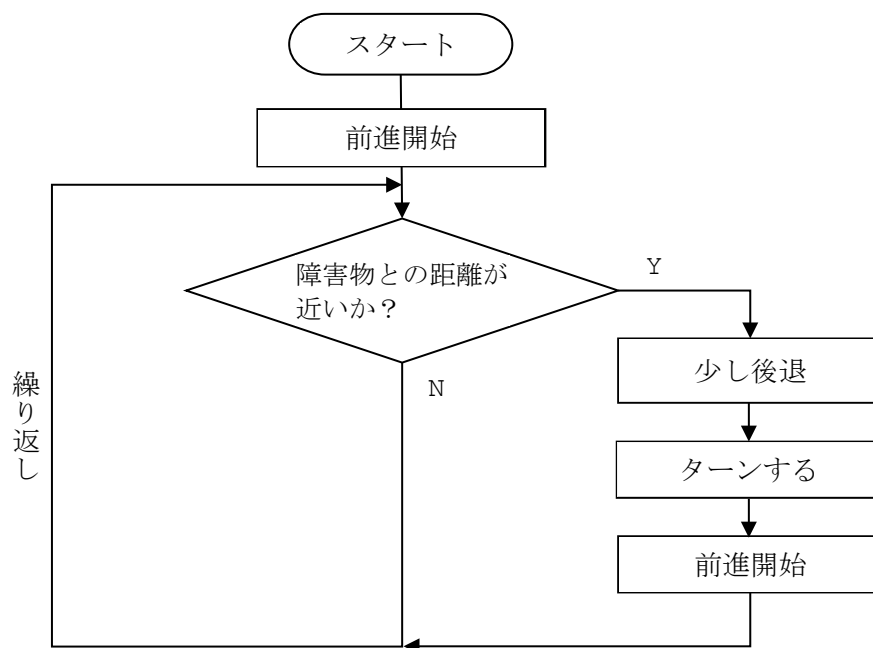 スタート
前進開始
障害物との距離が
近いか？
Y
N
少し後退
ターンする
前進開始
繰り返し